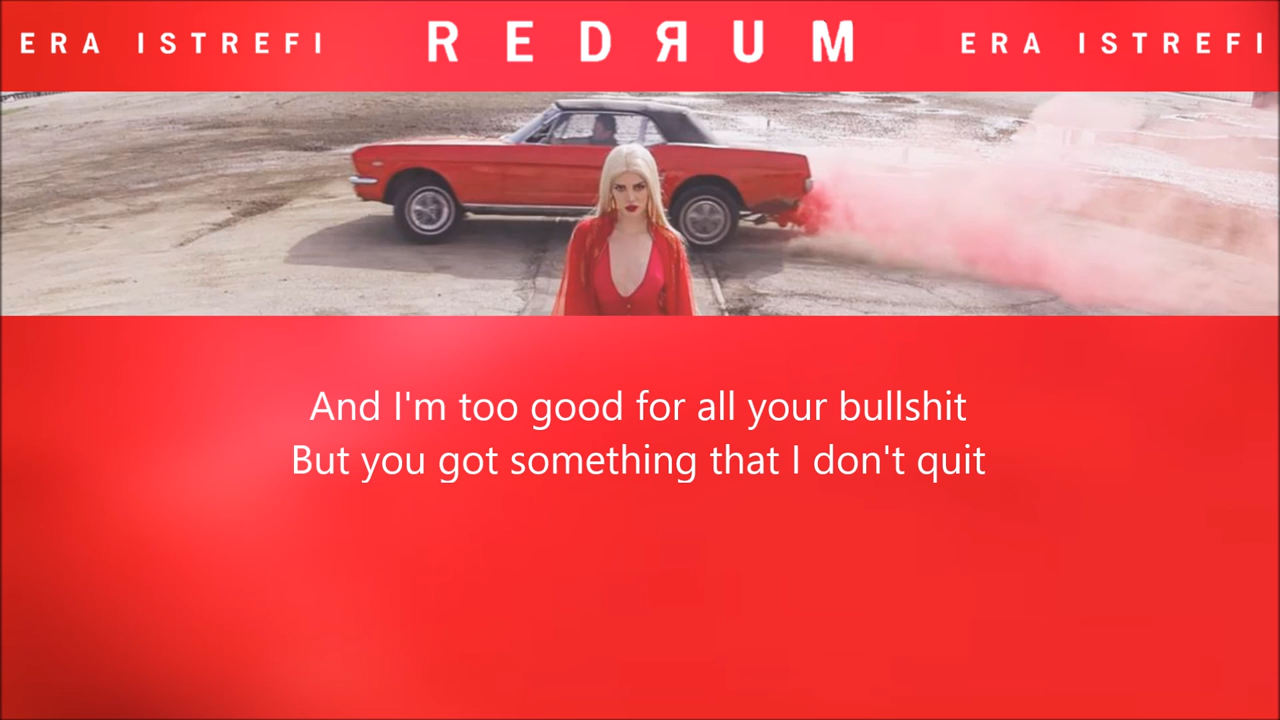 ERA ISTREFI REDЯUM ERA ISTREFI
And I'm too good for all your bullshit
But you got something that I don't quit